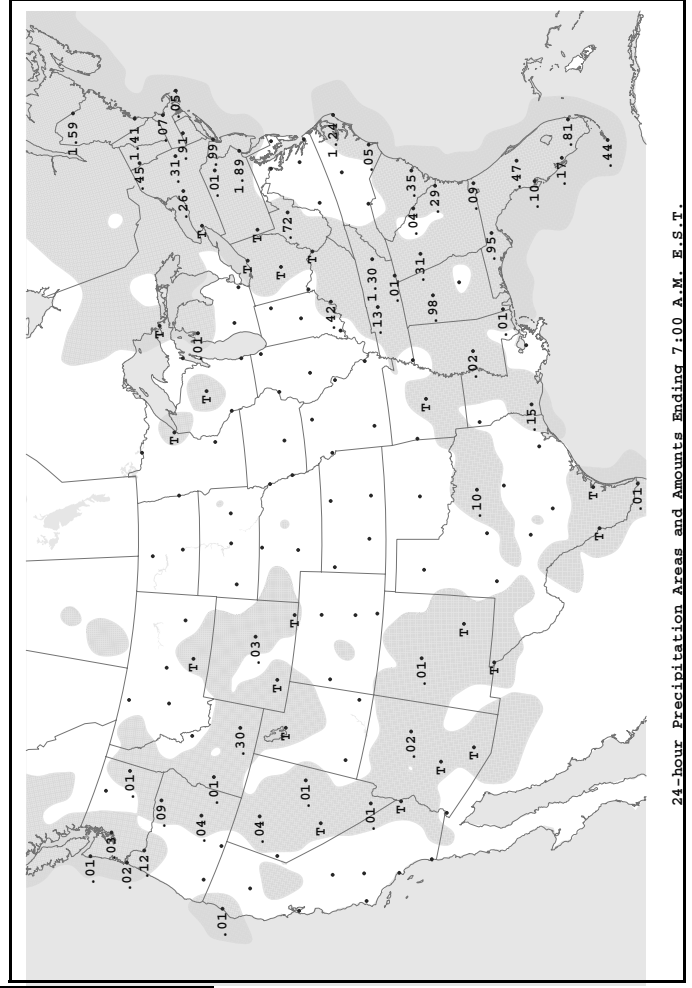 1.59
.01
.03
.02
.01
1.41
.45
.12
T
.09
.07
T
.31
.05
.91
.26
T
.01
.04
T
T
.01
.01
.99
.01
1.89
.30
T
.03
T
.04
T
T
T
.72
T
.01
T
T
.42
1.24
.01
.05
.13
1.30
.01
T
.02
.04
.35
.01
.31
T
.98
.29
T
T
T
.02
.09
.10
T
.95
.01
.47
.15
.10
.17
.81
T
T
.44
.01
24-hour Precipitation Areas and Amounts Ending 7:00 A.M. E.S.T.